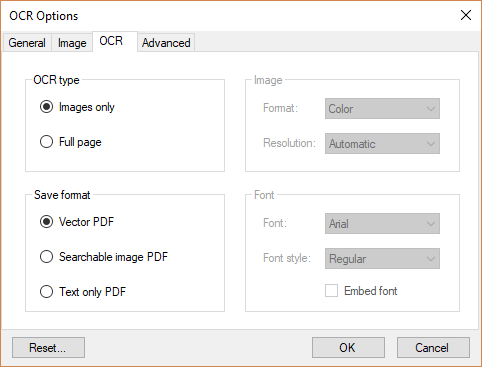 OCR Options
General Image OCR Advanced
OCR type
Images only
Full page
Image
Format: Color
Resolution: Automatic
Save format
Vector PDF
Searchable image PDF
Text only PDF
Font
Font: Arial
Font style: Regular
Embed font
Reset... OK Cancel